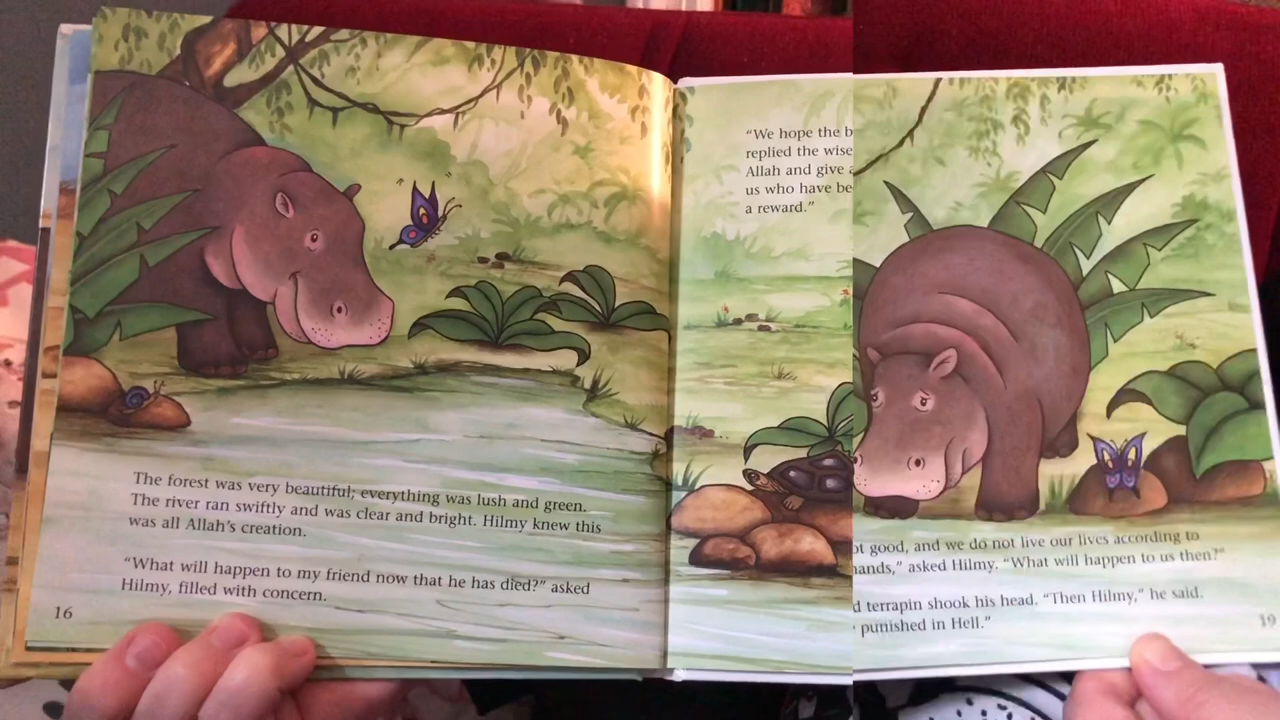 The forest was very beautiful; everything was lush and green.
The river ran swiftly and was clear and bright. Hilmy knew this
was all Allah's creation.
"What will happen to my friend now that he has died?" asked
Hilmy, filled with concern.
16
"We hope the b
replied the wise
Allah and give a
us who have be
a reward."
ot good, and we do not live our lives according to
hands," asked Hilmy. "What will happen to us then?"
d terrapin shook his head. "Then Hilmy," he said.
punished in Hell."
19